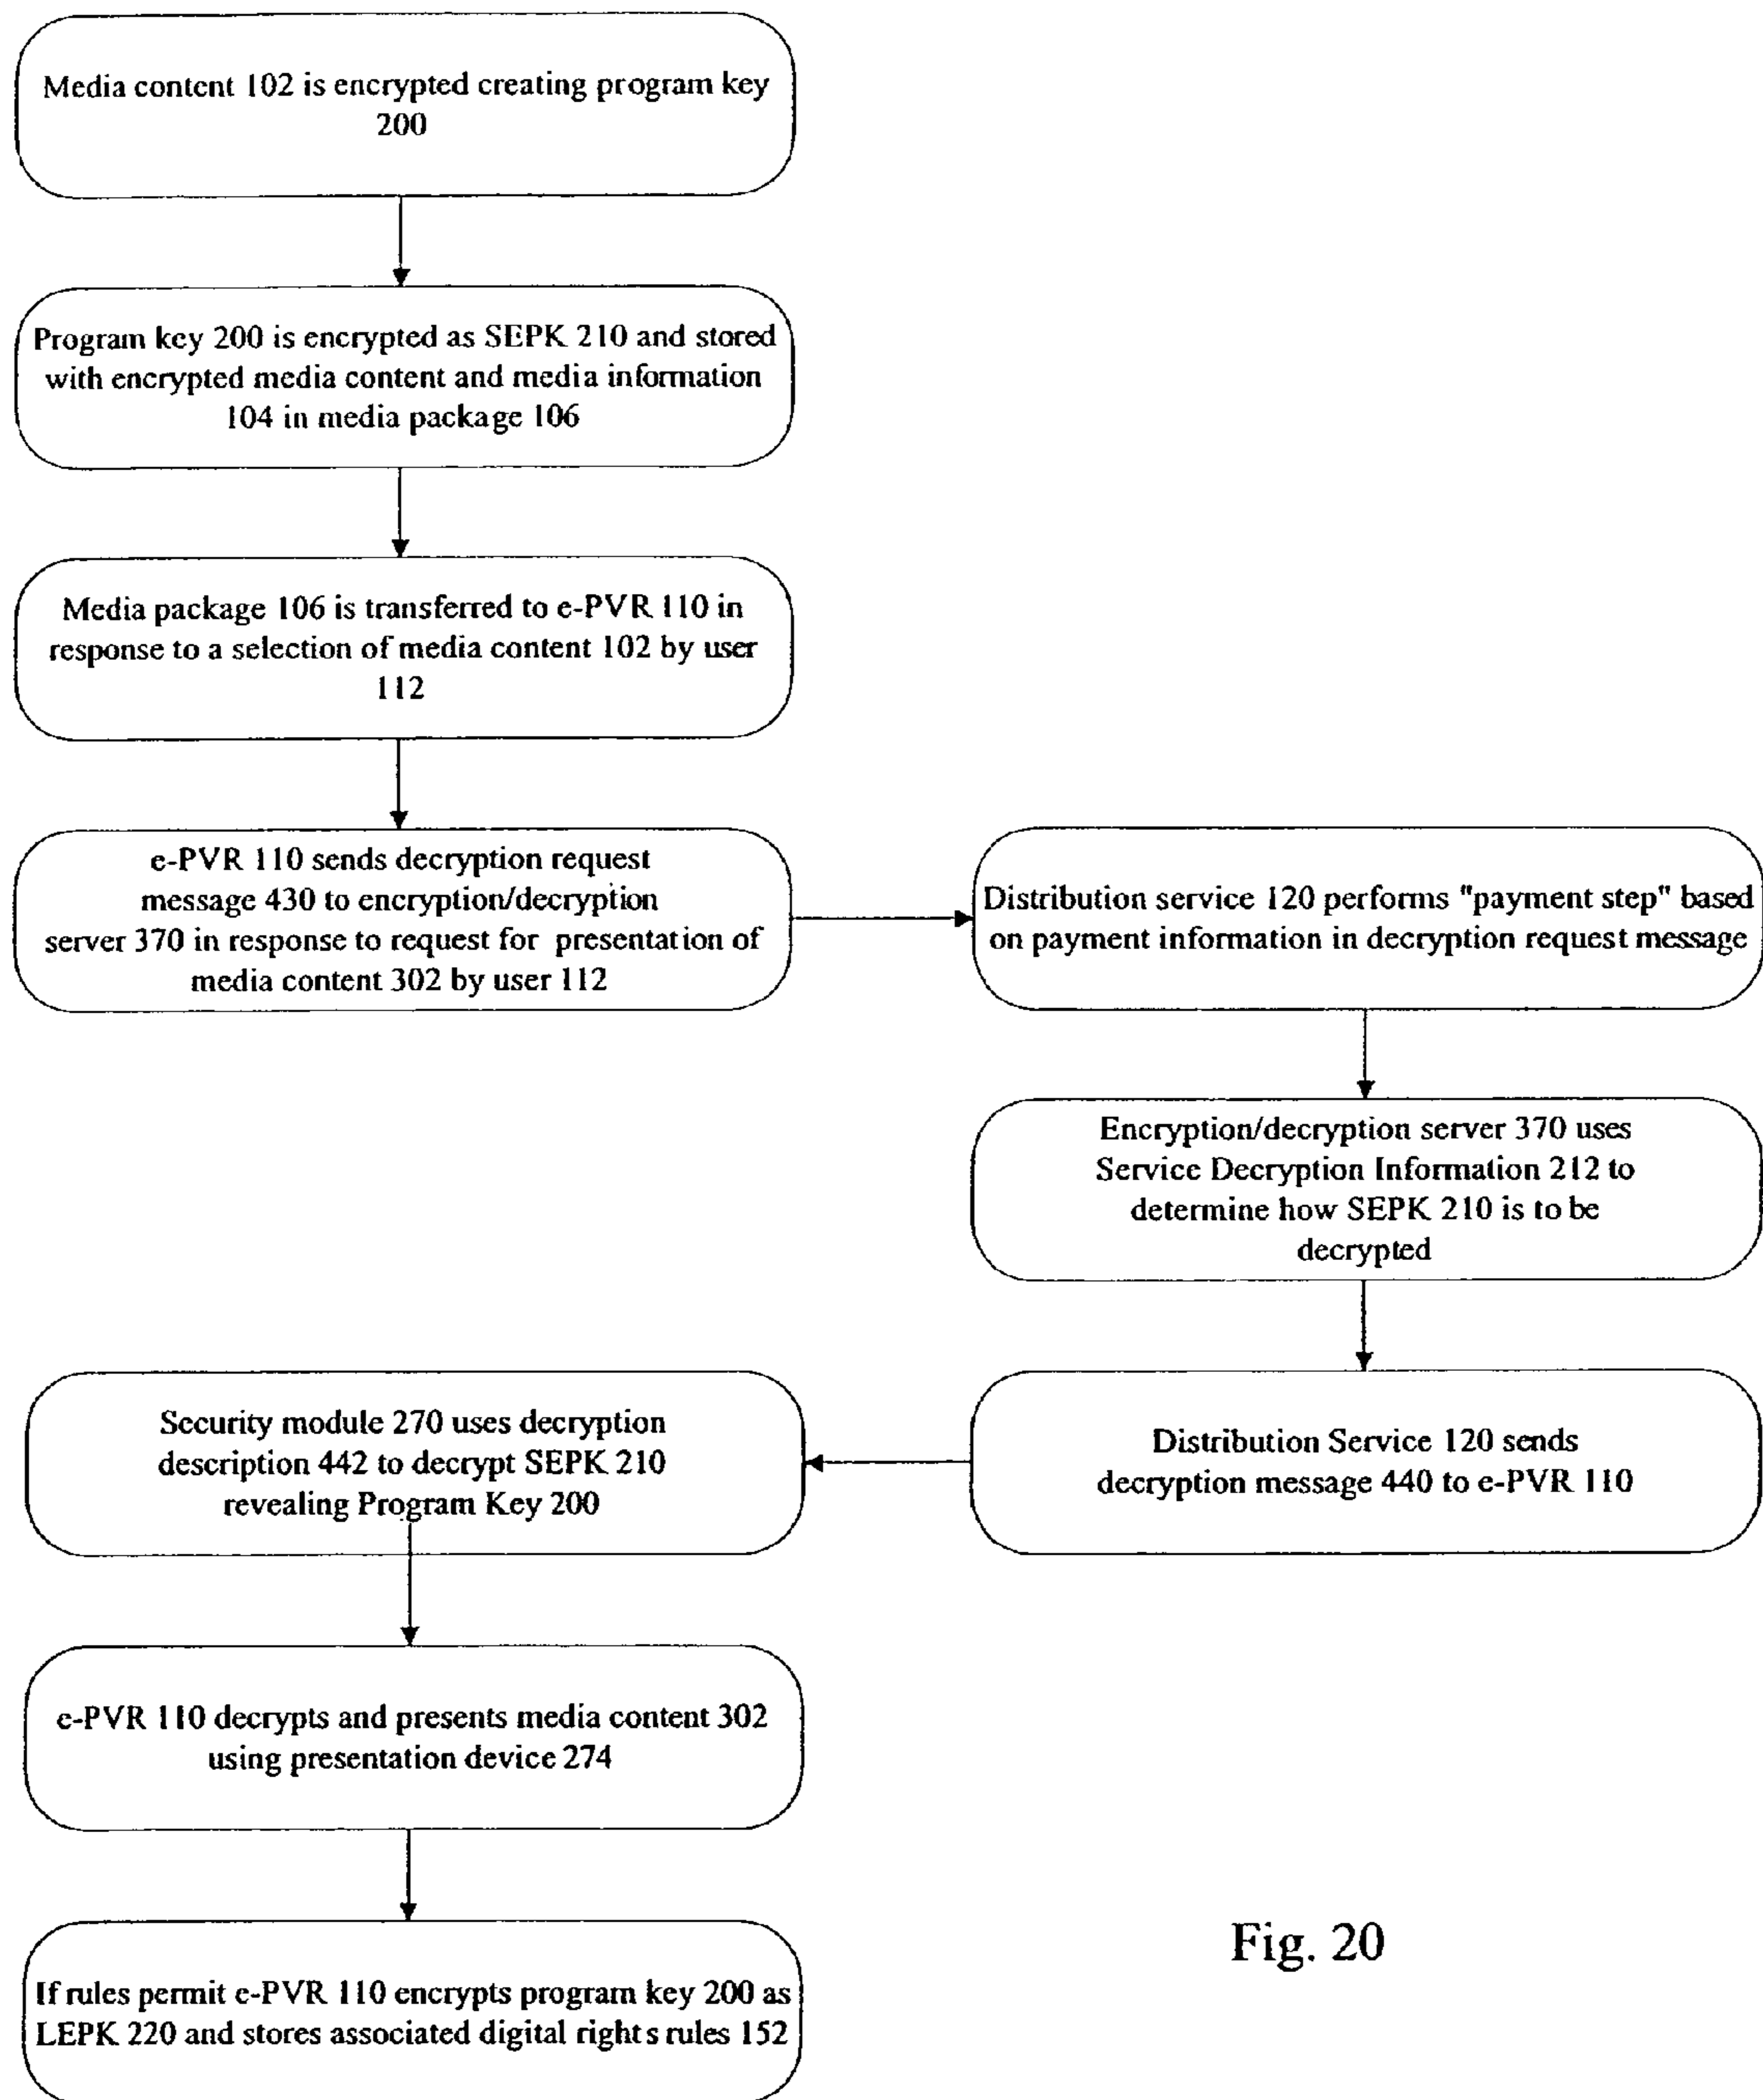 Media content 102 is encrypted creating program key
200
Program key 200 is encrypted as SEPK 210 and stored
with encrypted media content and media information
104 in media package 106
Media package 106 is transferred to e-PVR 110 in
response to a selection of media content 102 by user
112
e-PVR 110 sends decryption request
message 430 to encryption/decryption
server 370 in response to request for presentation of
media content 302 by user 112
Distribution service 120 performs "payment step" based
on payment information in decryption request message
Encryption/decryption server 370 uses
Service Decryption Information 212 to
determine how SEPK 210 is to be
decrypted
Distribution Service 120 sends
decryption message 440 to e-PVR 110
Security module 270 uses decryption
description 442 to decrypt SEPK 210
revealing Program Key 200
e-PVR 110 decrypts and presents media content 302
using presentation device 274
If rules permit e-PVR 110 encrypts program key 200 as
LEPK 220 and stores associated digital rights rules 152
Fig. 20